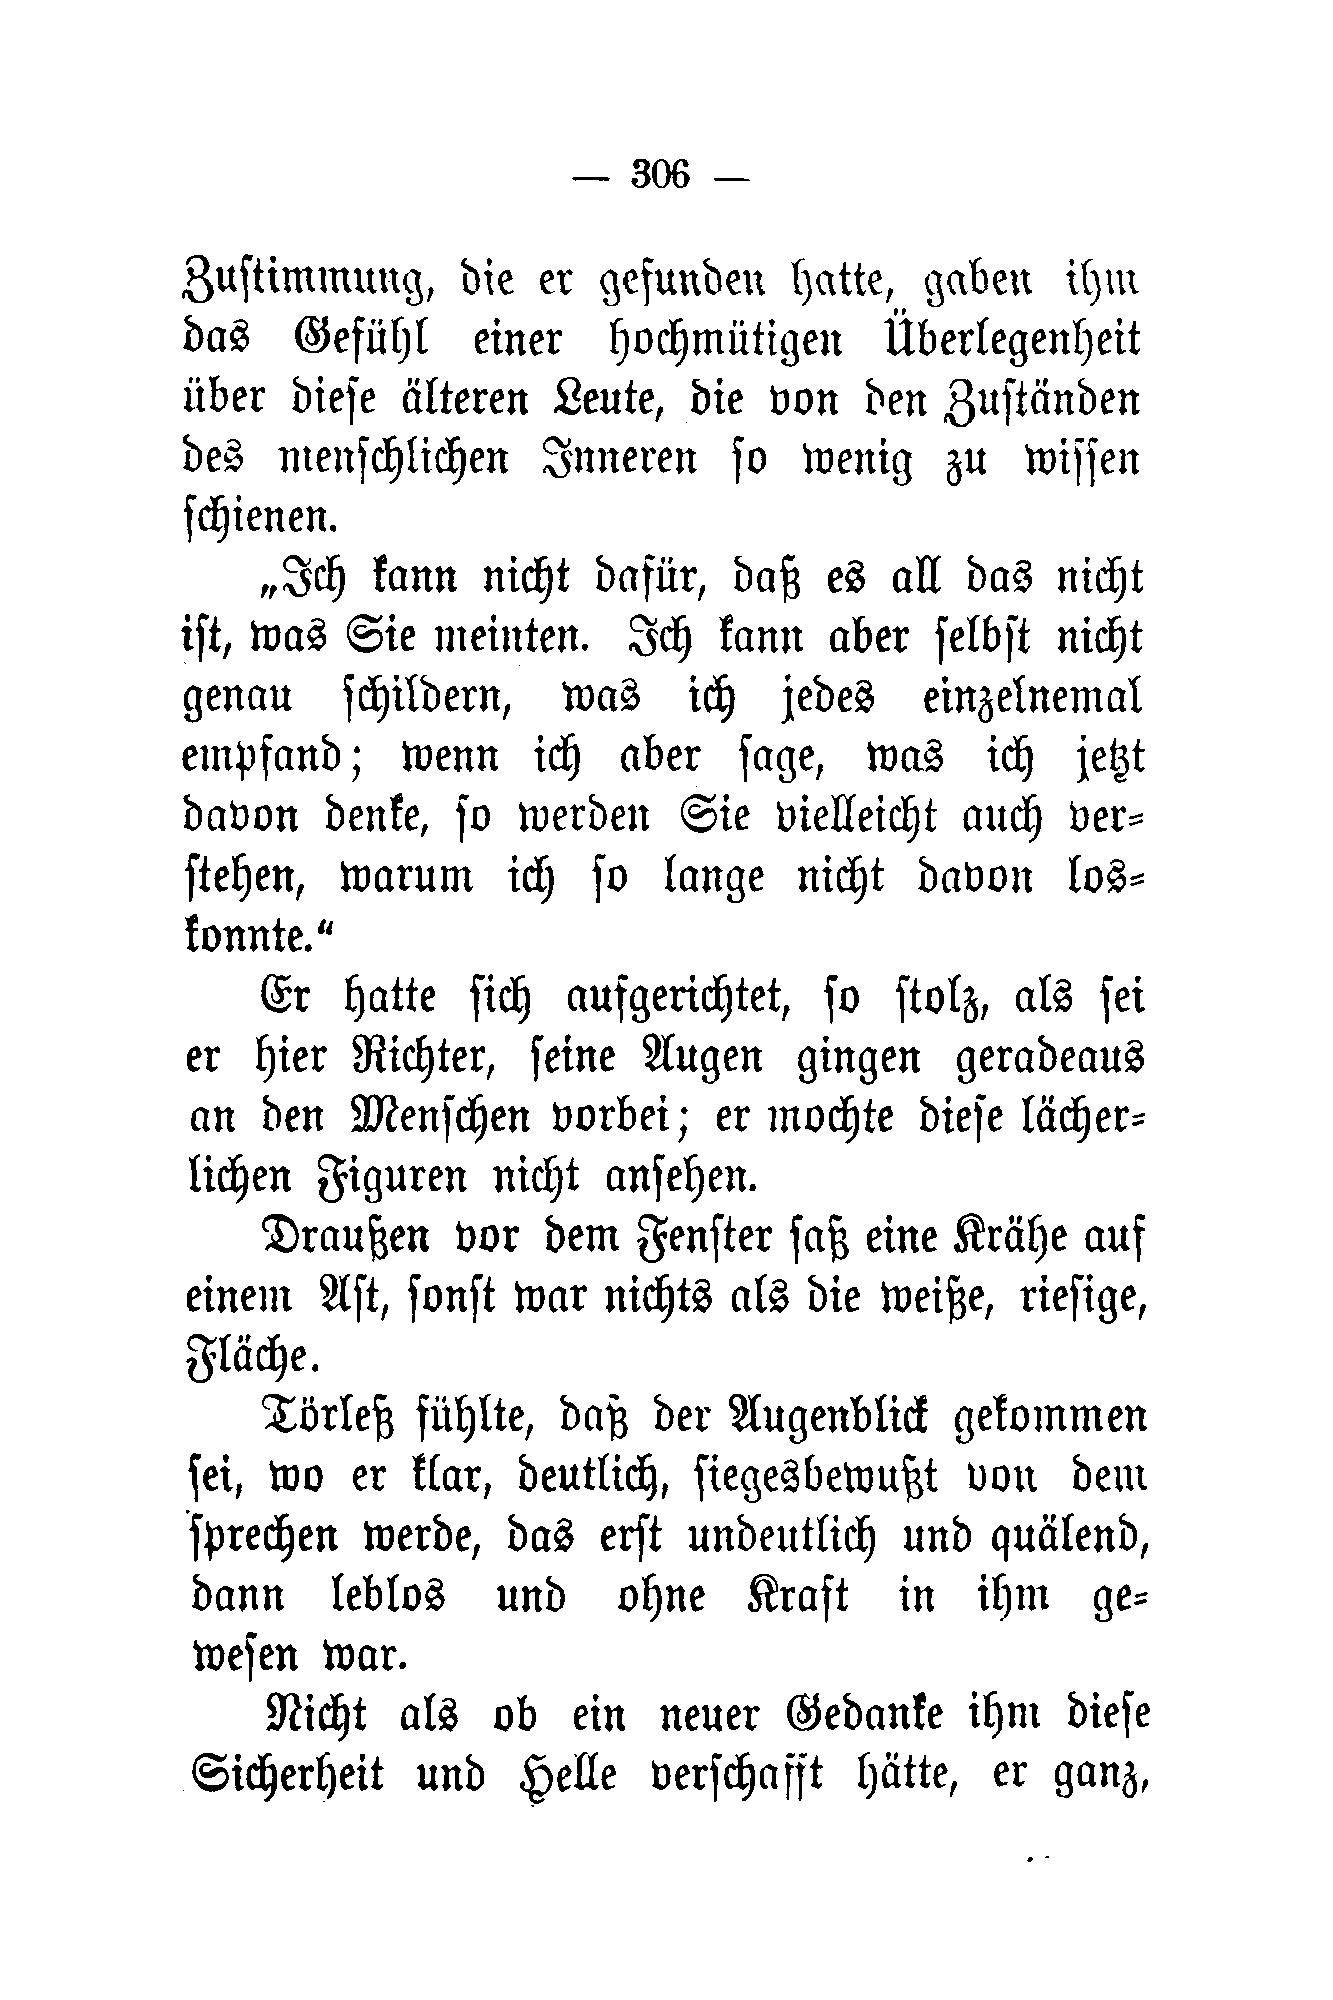 — 306 —
Zustimmung, die er gefunden hatte, gaben ihm
das Gefühl einer hochmütigen Überlegenheit
über diese älteren Leute, die von den Zuständen
des menschlichen Inneren so wenig zu wissen
schienen.
„Ich kann nicht dafür, daß es all das nicht
ist, was Sie meinten. Ich kann aber selbst nicht
genau schildern, was ich jedes einzelnemal
empfand; wenn ich aber sage, was ich jetzt
davon denke, so werden Sie vielleicht auch ver-
stehen, warum ich so lange nicht davon los-
konnte.“
Er hatte sich aufgerichtet, so stolz, als sei
er hier Richter, seine Augen gingen geradeaus
an den Menschen vorbei; er mochte diese lächer-
lichen Figuren nicht ansehen.
Draußen vor dem Fenster saß eine Krähe auf
einem Ast, sonst war nichts als die weiße, riesige,
Fläche.
Törleß fühlte, daß der Augenblick gekommen
sei, wo er klar, deutlich, siegesbewußt von dem
sprechen werde, das erst undeutlich und quälend,
dann leblos und ohne Kraft in ihm ge-
wesen war.
Nicht als ob ein neuer Gedanke ihm diese
Sicherheit und Helle verschafft hätte, er ganz,